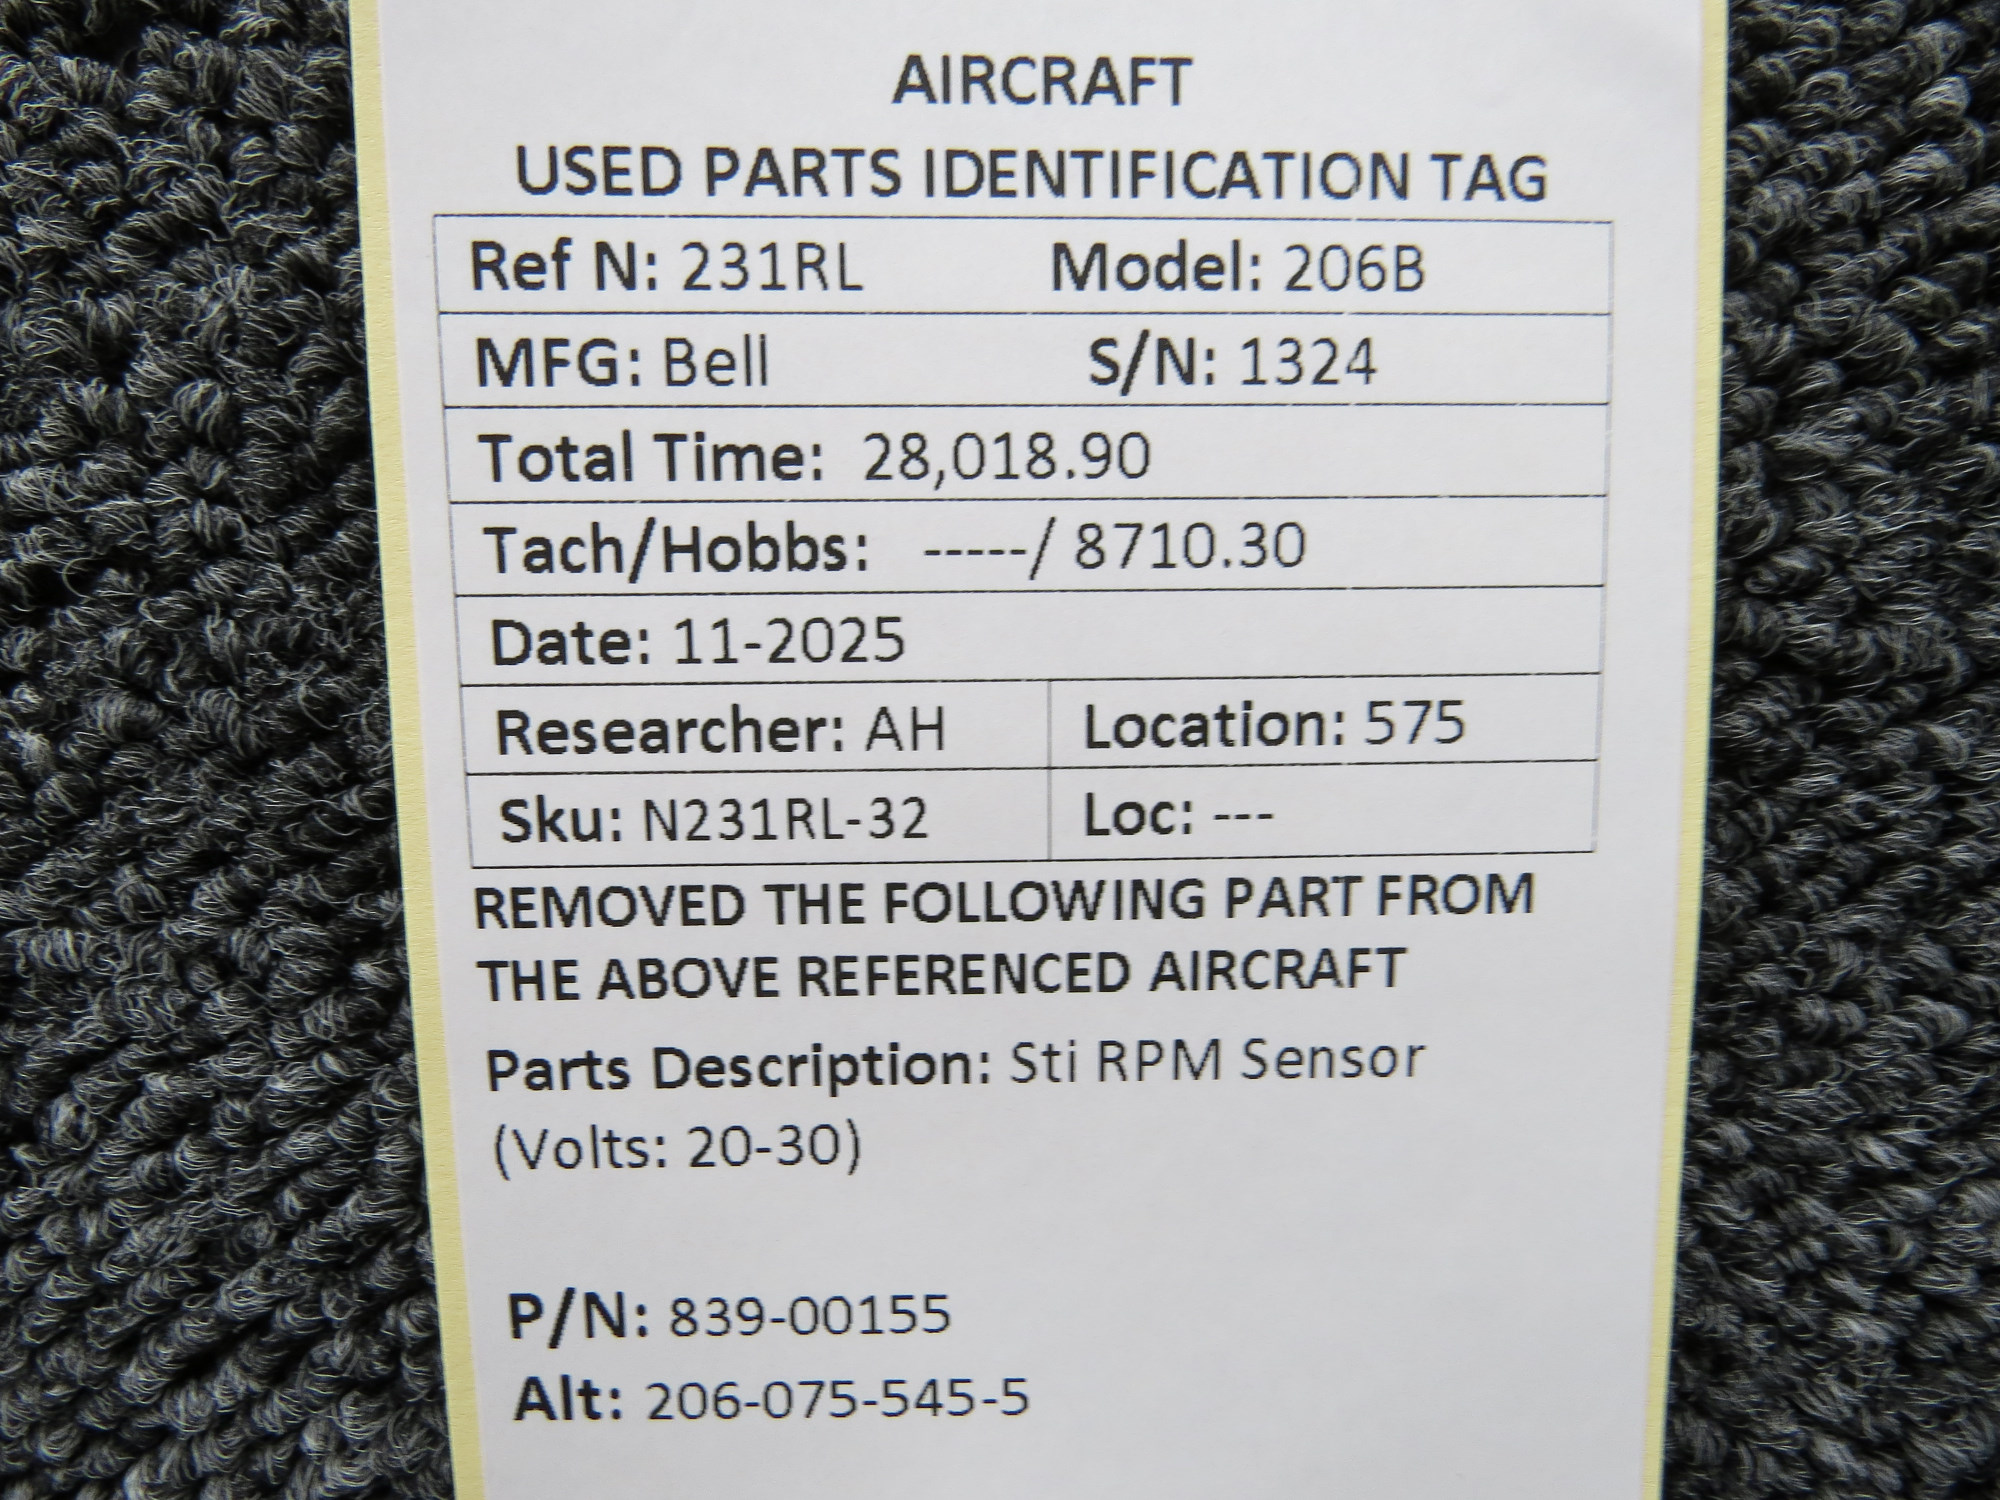 AIRCRAFT
USED PARTS IDENTIFICATION TAG
Ref N: 231RL Model: 206B
MFG: Bell S/N: 1324
Total Time: 28,018.90
Tach/Hobbs: -----/ 8710.30
Date: 11-2025
Researcher: AH Location: 575
Sku: N231RL-32 Loc: ---
REMOVED THE FOLLOWING PART FROM
THE ABOVE REFERENCED AIRCRAFT
Parts Description: Sti RPM Sensor
(Volts: 20-30)
P/N: 839-00155
Alt: 206-075-545-5